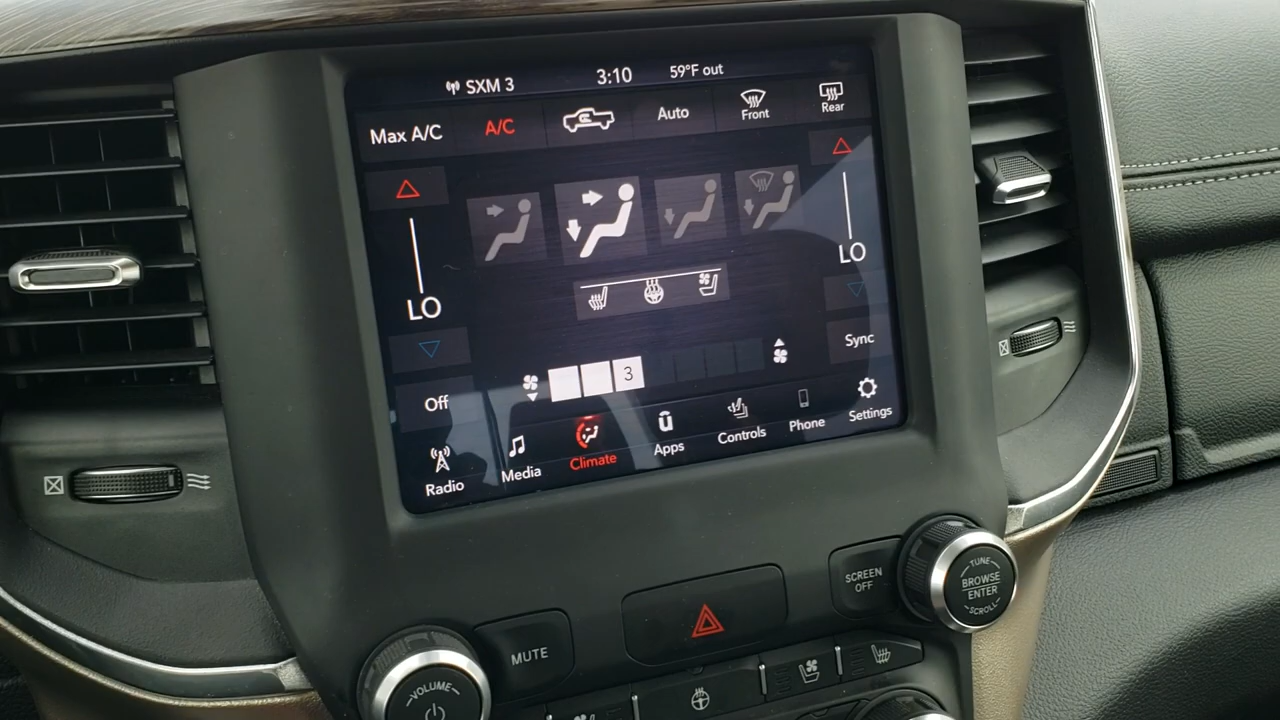 SXM 3 3:10 59°F out
Max A/C A/C Auto Front Rear
LO LO
Sync
3
Off
Radio Media Climate Apps Controls Phone Settings
SCREEN OFF
TUNE
BROWSE
ENTER
SCROLL
MUTE
VOLUME